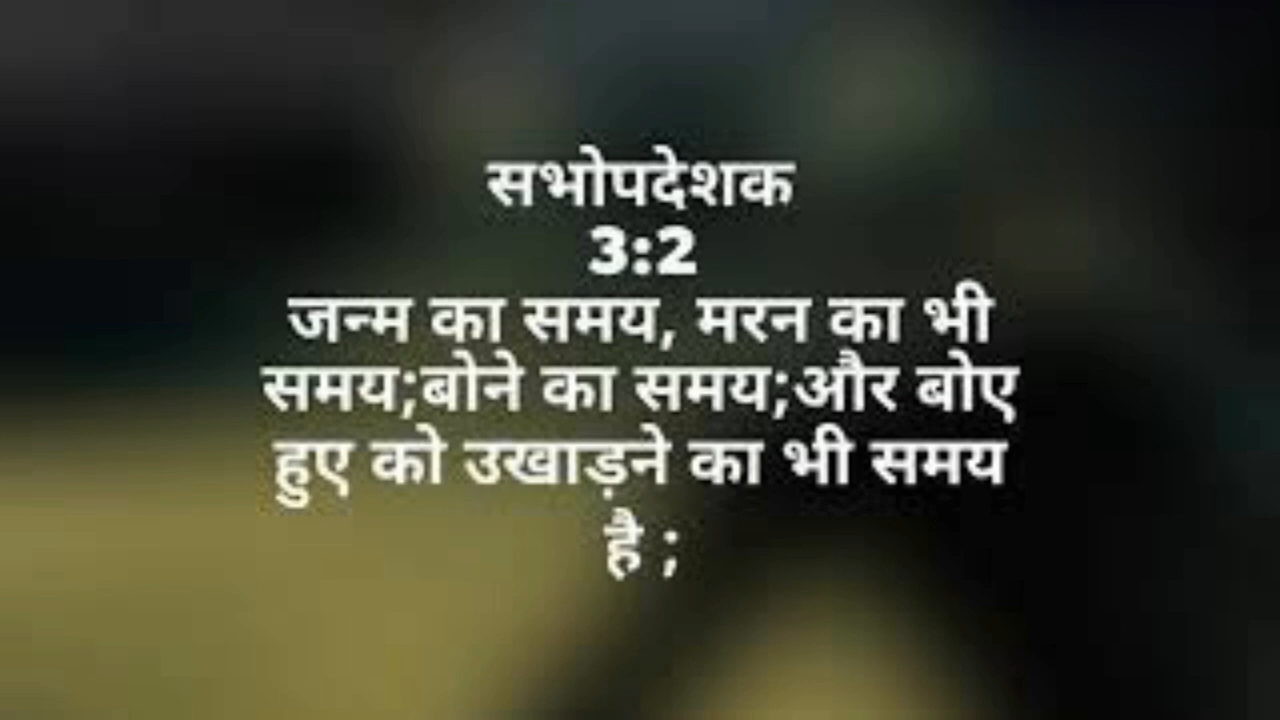 सभोपदेशक
3:2
जन्म का समय, मरन का भी
समय;बोने का समय;और बोए
हुए को उखाड़ने का भी समय
है ;